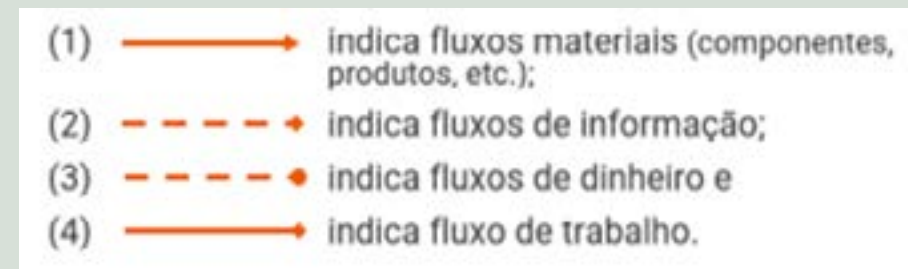 (1) indica fluxos materiais (componentes,
produtos, etc.);
(2) indica fluxos de informação;
(3) indica fluxos de dinheiro e
(4) indica fluxo de trabalho.